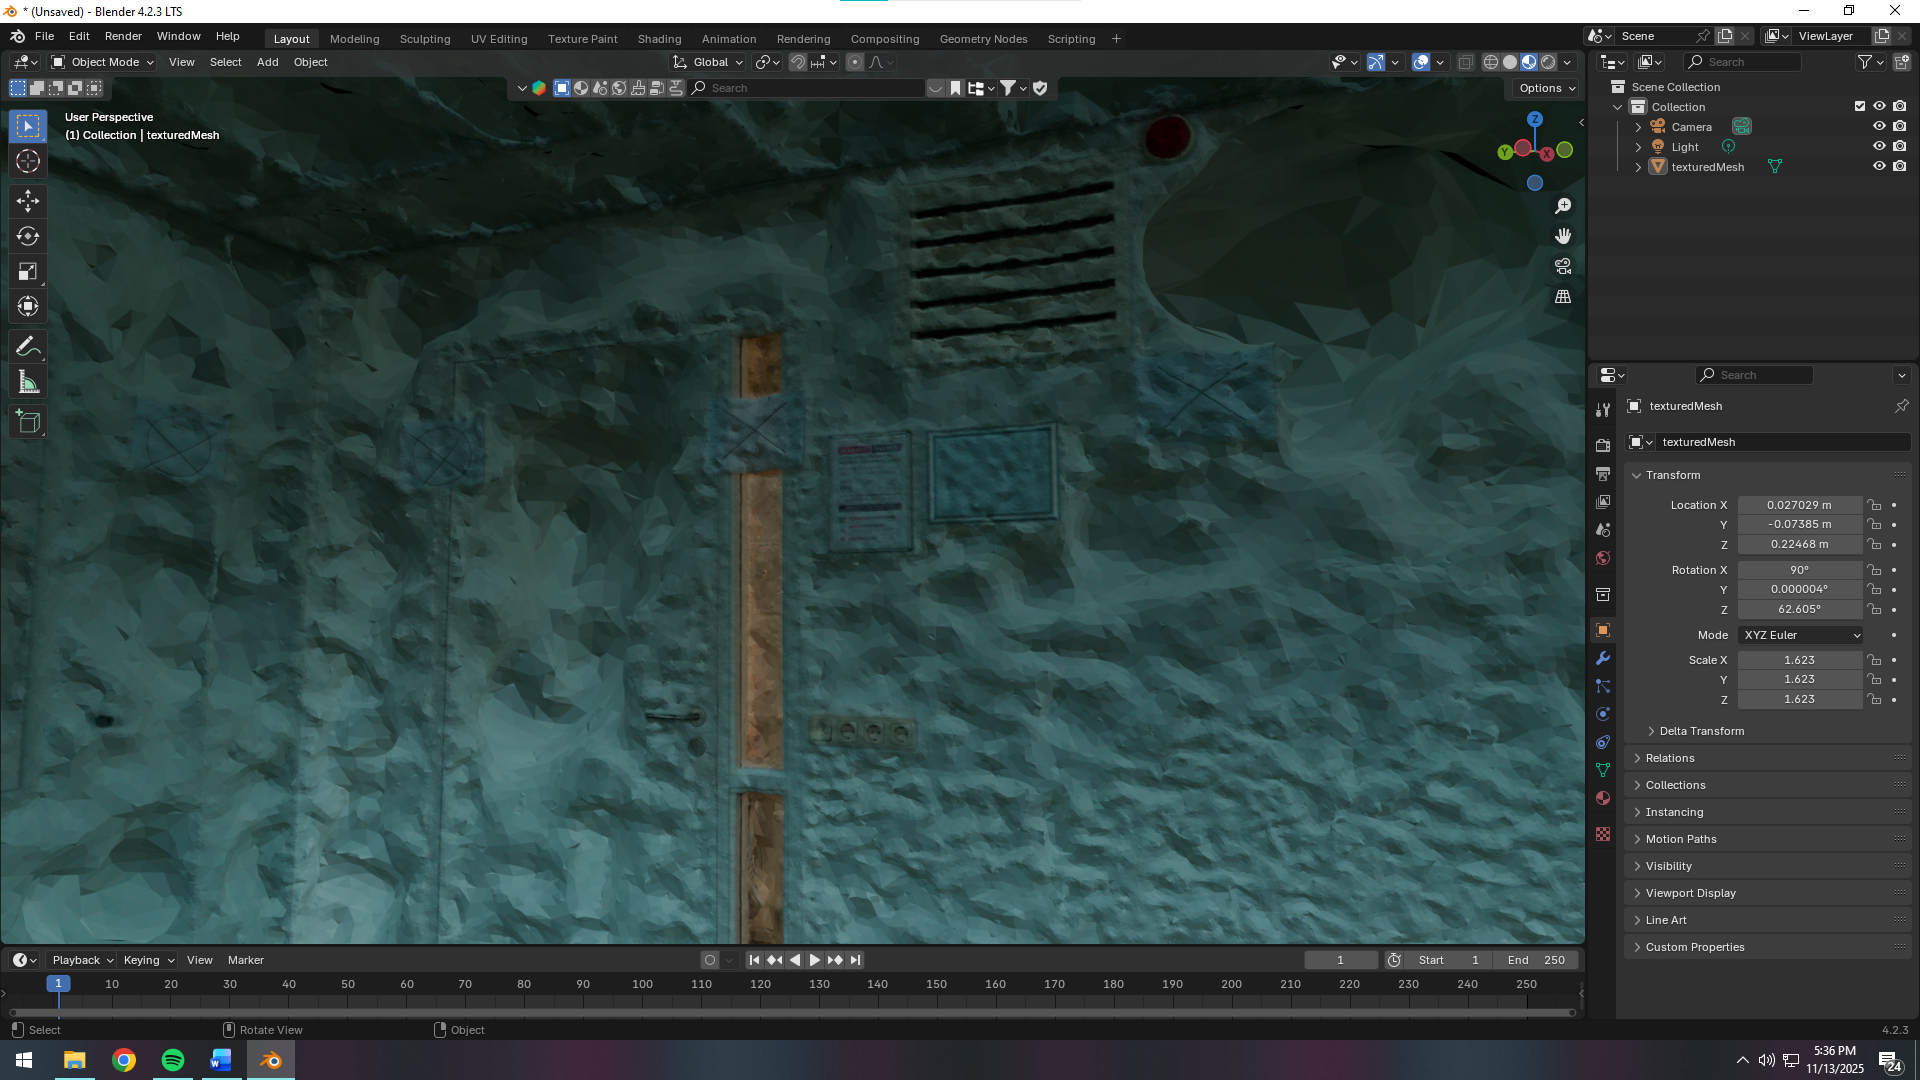 * (Unsaved) - Blender 4.2.3 LTS
File Edit Render Window Help
Layout Modeling Sculpting UV Editing Texture Paint Shading Animation Rendering Compositing Geometry Nodes Scripting +
Scene ViewLayer
Object Mode View Select Add Object Global
Search
Search Options
User Perspective
(1) Collection | texturedMesh
Z
Y
X
Scene Collection
Collection
Camera
Light
texturedMesh
Search
texturedMesh
texturedMesh
Transform
Location X 0.027029 m
Y -0.07385 m
Z 0.22468 m
Rotation X 90°
Y 0.000004°
Z 62.605°
Mode XYZ Euler
Scale X 1.623
Y 1.623
Z 1.623
Delta Transform
Relations
Collections
Instancing
Motion Paths
Visibility
Viewport Display
Line Art
Custom Properties
Playback Keying View Marker 1 Start 1 End 250
1 10 20 30 40 50 60 70 80 90 100 110 120 130 140 150 160 170 180 190 200 210 220 230 240 250
Select Rotate View Object 4.2.3
5:36 PM
11/13/2025
24